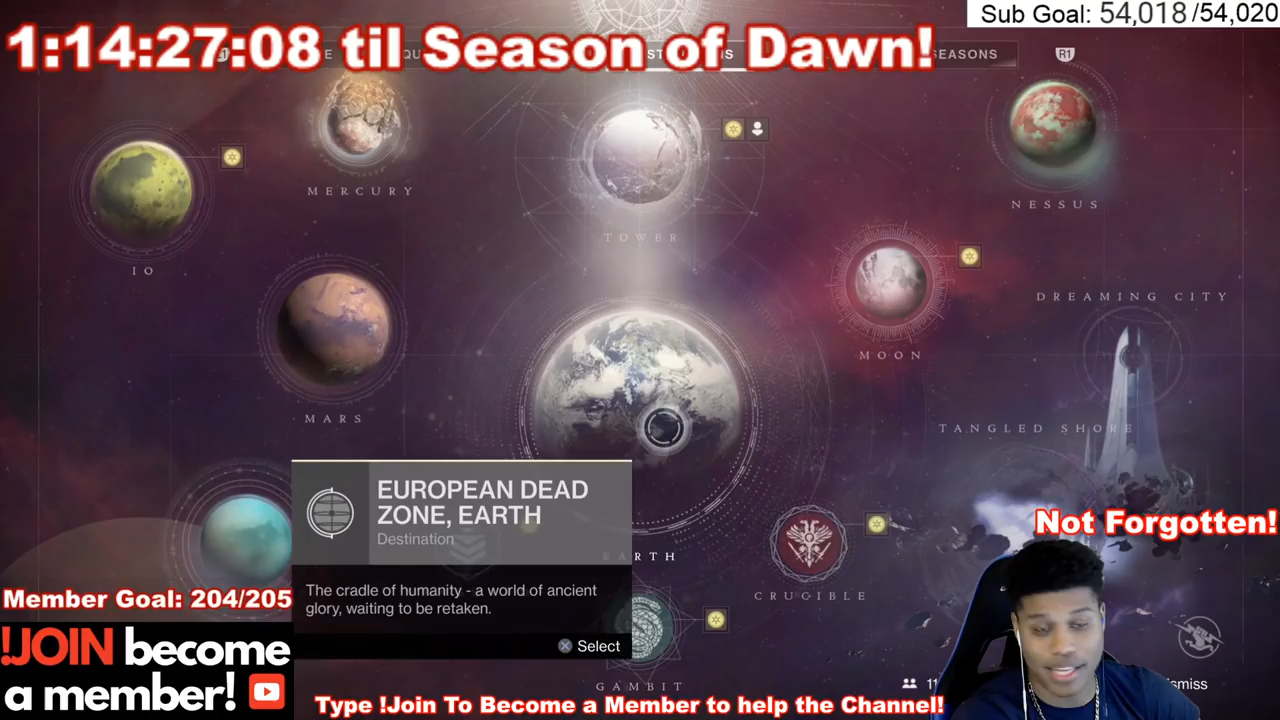 Sub Goal: 54,018/54,020
1:14:27:08 til Season of Dawn!
SEASONS
R1
MERCURY
IO
TOWER
NESSUS
MOON
DREAMING CITY
MARS
TANGLED SHORE
EUROPEAN DEAD
ZONE, EARTH
Destination
Not Forgotten!
EARTH
The cradle of humanity - a world of ancient
glory, waiting to be retaken.
CRUCIBLE
Member Goal: 204/205
Select
!JOIN become
a member!
GAMBIT
Type !Join To Become a Member to help the Channel!